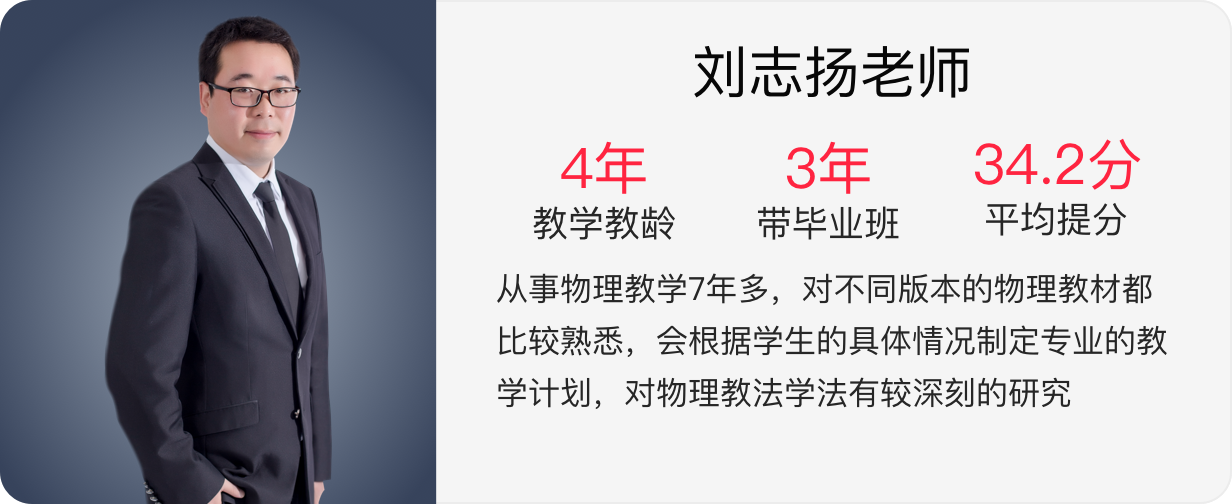 刘志扬老师
4年 3年 34.2分
教学教龄 带毕业班 平均提分
从事物理教学7年多，对不同版本的物理教材都
比较熟悉，会根据学生的具体情况制定专业的教
学计划，对物理教法学法有较深刻的研究